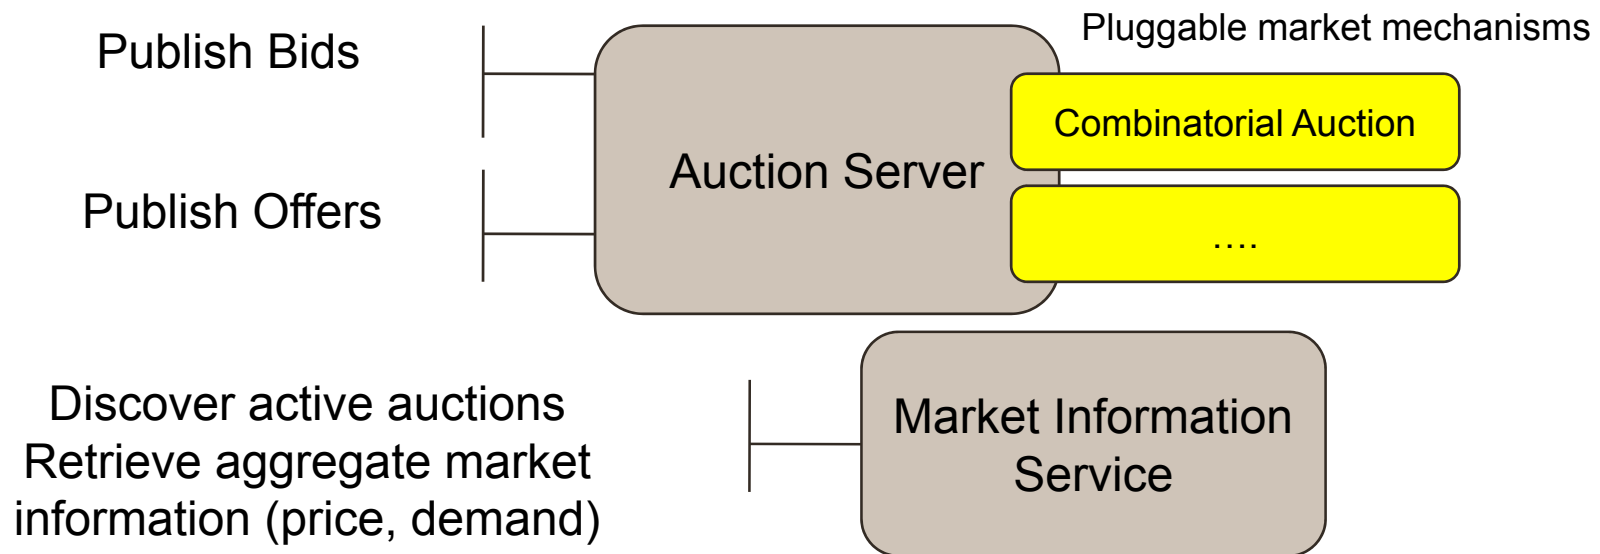 Pluggable market mechanisms
Publish Bids
Combinatorial Auction
Auction Server
Publish Offers
....
Discover active auctions
Retrieve aggregate market
information (price, demand)
Market Information
Service